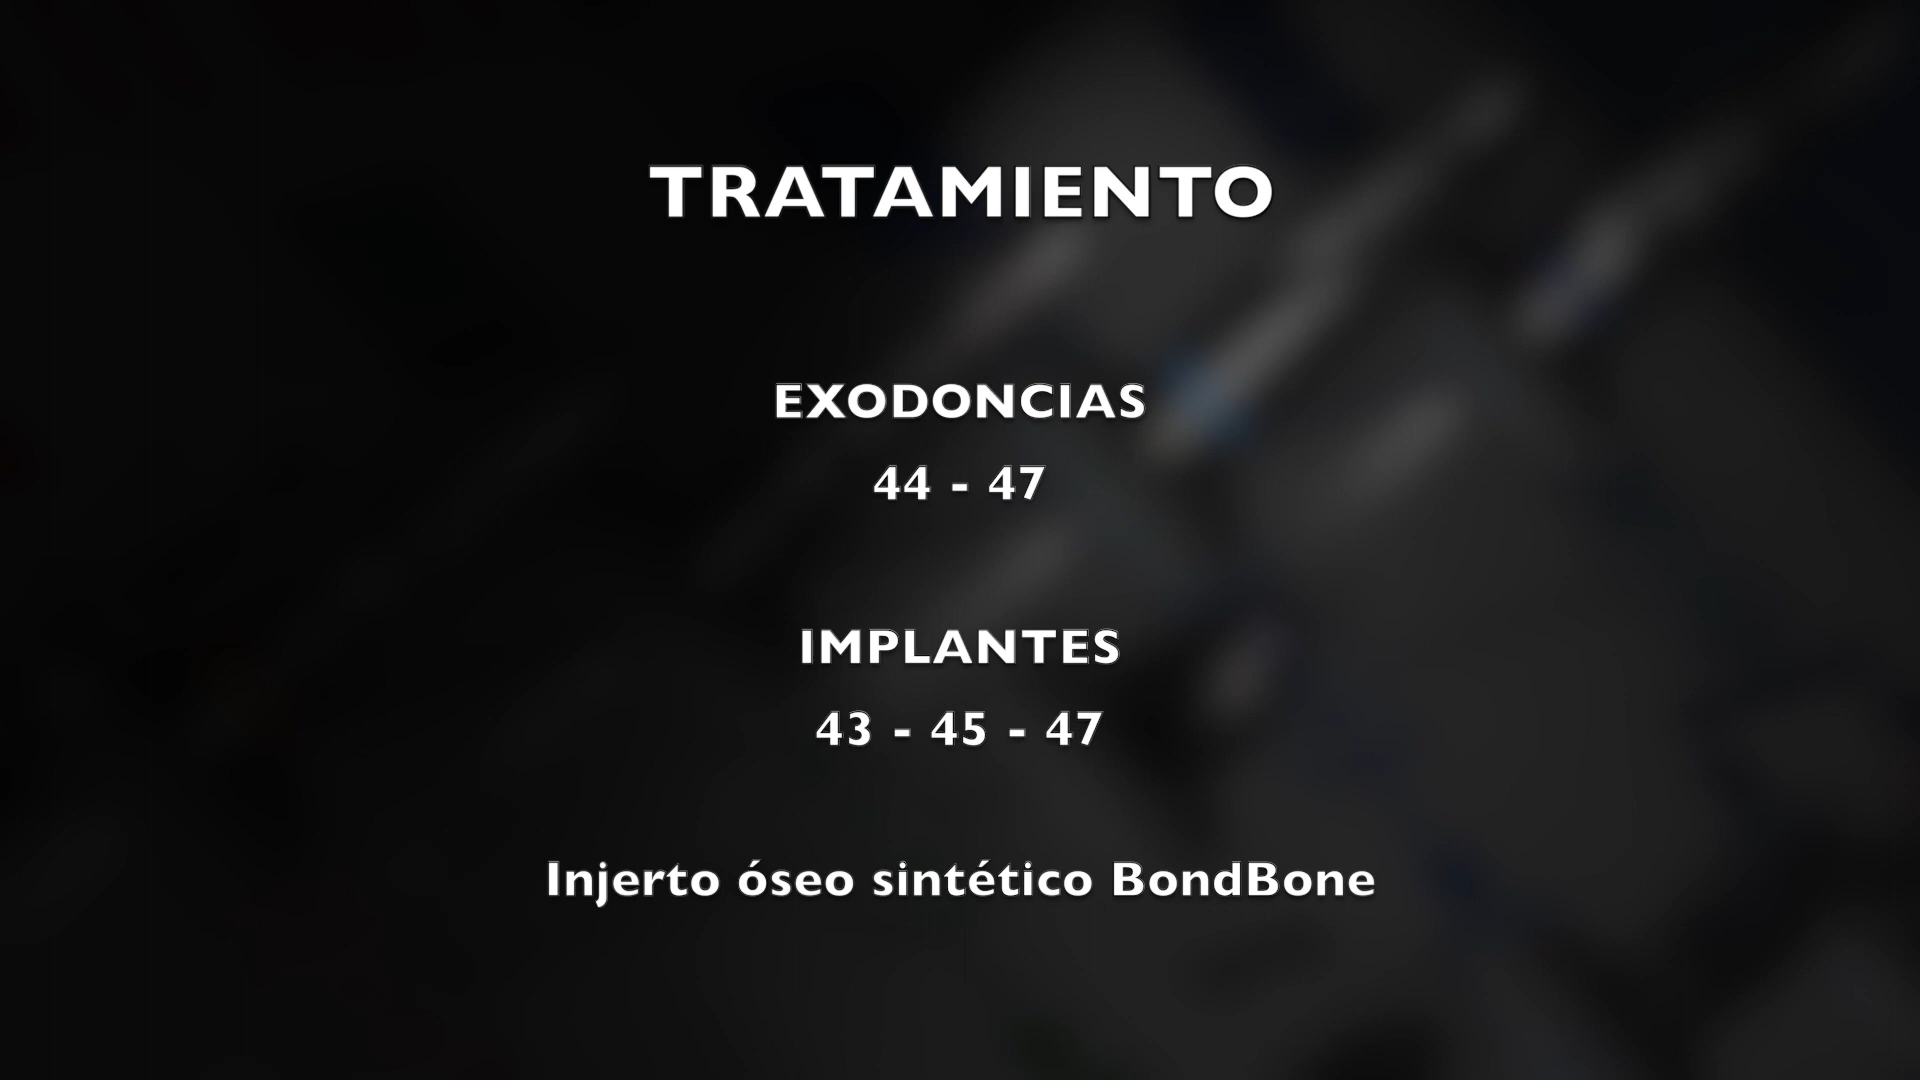 TRATAMIENTO
EXODONCIAS
44 - 47
IMPLANTES
43 - 45 - 47
Injerto óseo sintético BondBone